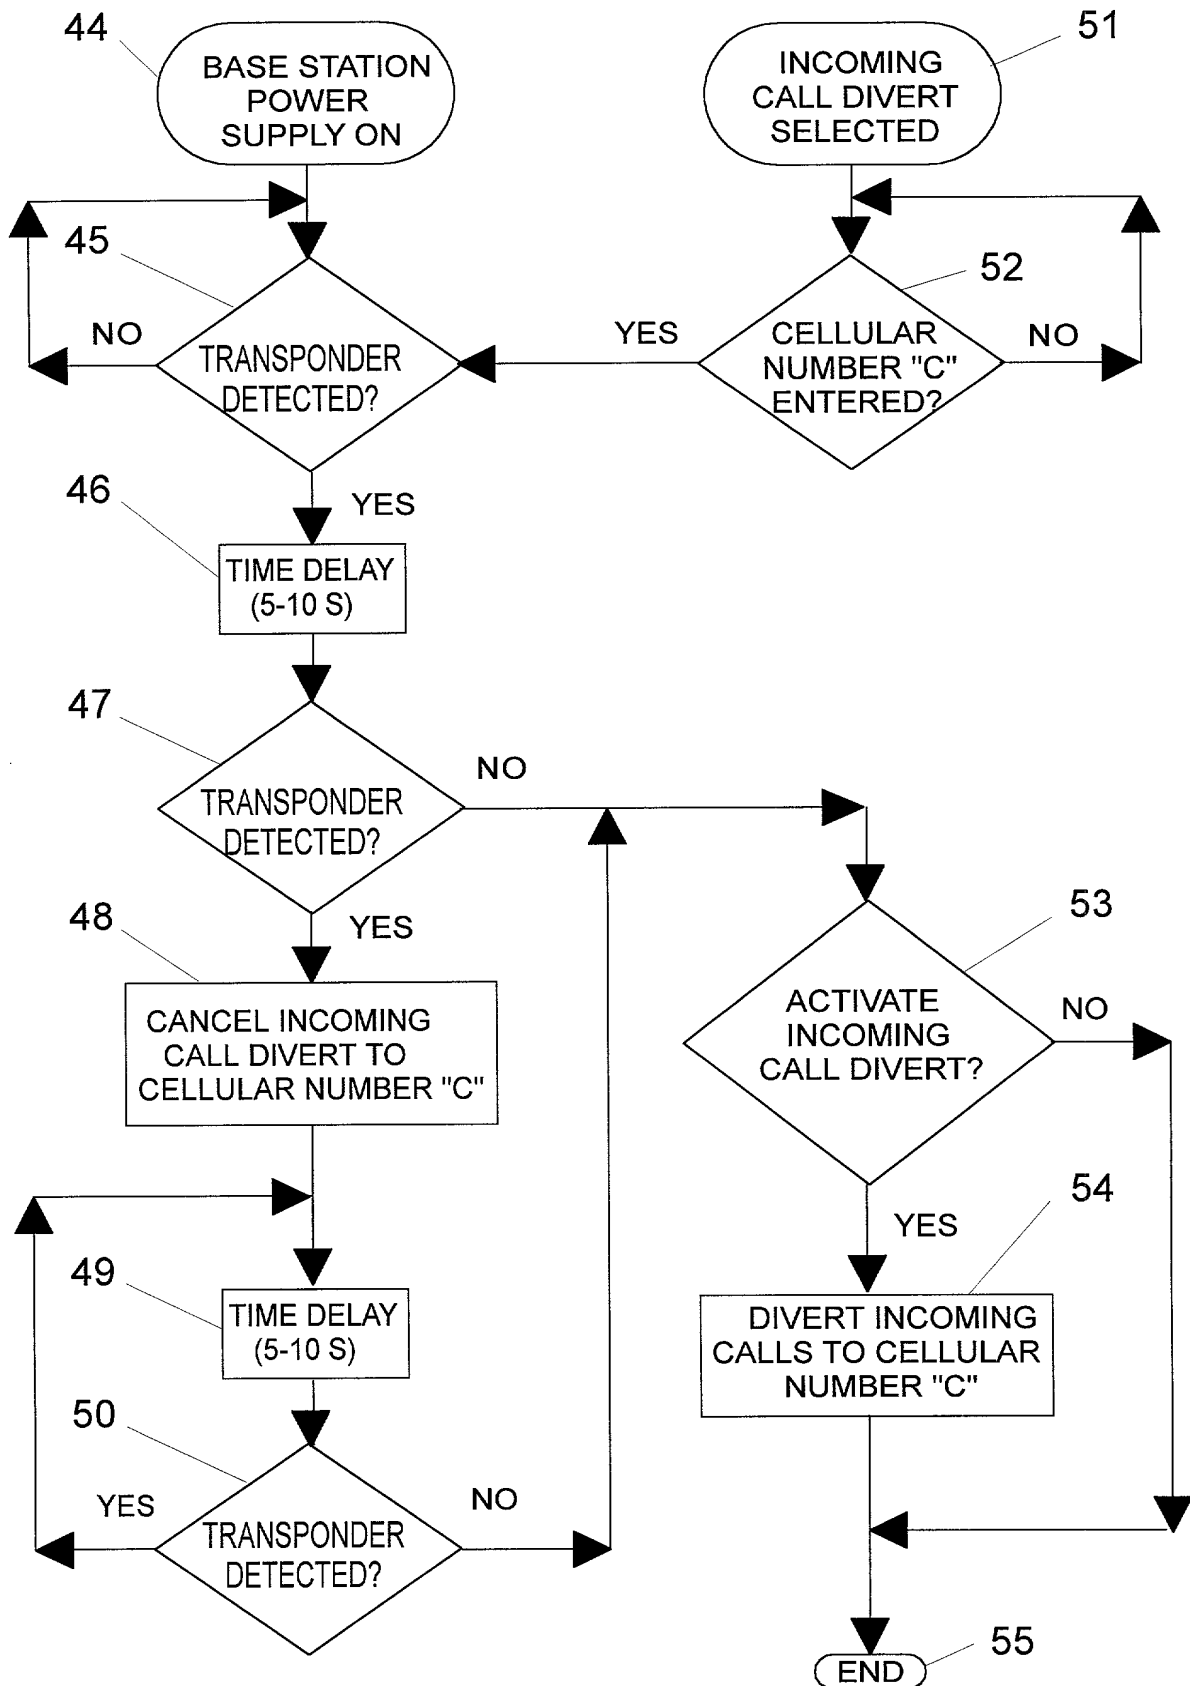 44
BASE STATION
POWER
SUPPLY ON
51
INCOMING
CALL DIVERT
SELECTED
45
NO
TRANSPONDER
DETECTED?
YES
52
CELLULAR
NUMBER "C"
ENTERED?
NO
46
YES
TIME DELAY
(5-10 S)
47
TRANSPONDER
DETECTED?
NO
48
YES
CANCEL INCOMING
CALL DIVERT TO
CELLULAR NUMBER "C"
53
ACTIVATE
INCOMING
CALL DIVERT?
NO
YES
54
49
TIME DELAY
(5-10 S)
DIVERT INCOMING
CALLS TO CELLULAR
NUMBER "C"
50
YES
TRANSPONDER
DETECTED?
NO
55
END